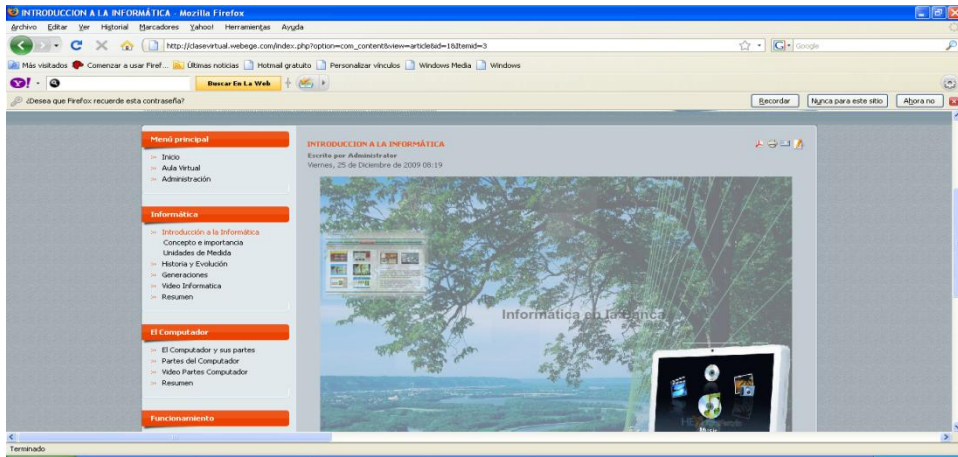 INTRODUCCION A LA INFORMÁTICA - Mozilla Firefox
Archivo Editar Ver Historial Marcadores Yahoo! Herramientas Ayuda
http://clasevirtual.webege.com/index.php?option=com_content&view=article&id=1&Itemid=3
Google
Más visitados Comenzar a usar Firef... Últimas noticias Hotmail gratuito Personalizar vínculos Windows Media Windows
Y! Buscar En La Web
¿Desea que Firefox recuerde esta contraseña? Recordar Nunca para este sitio Ahora no
Menú principal
Inicio
Aula Virtual
Administración
Informática
Introducción a la Informática
Concepto e importancia
Unidades de Medida
Historia y Evolución
Generaciones
Video Informatica
Resumen
El Computador
El Computador y sus partes
Partes del Computador
Video Partes Computador
Resumen
Funcionamiento
INTRODUCCION A LA INFORMÁTICA
Escrito por Administrator
Viernes, 25 de Diciembre de 2009 08:19
Informática en la Banca
Music
Terminado